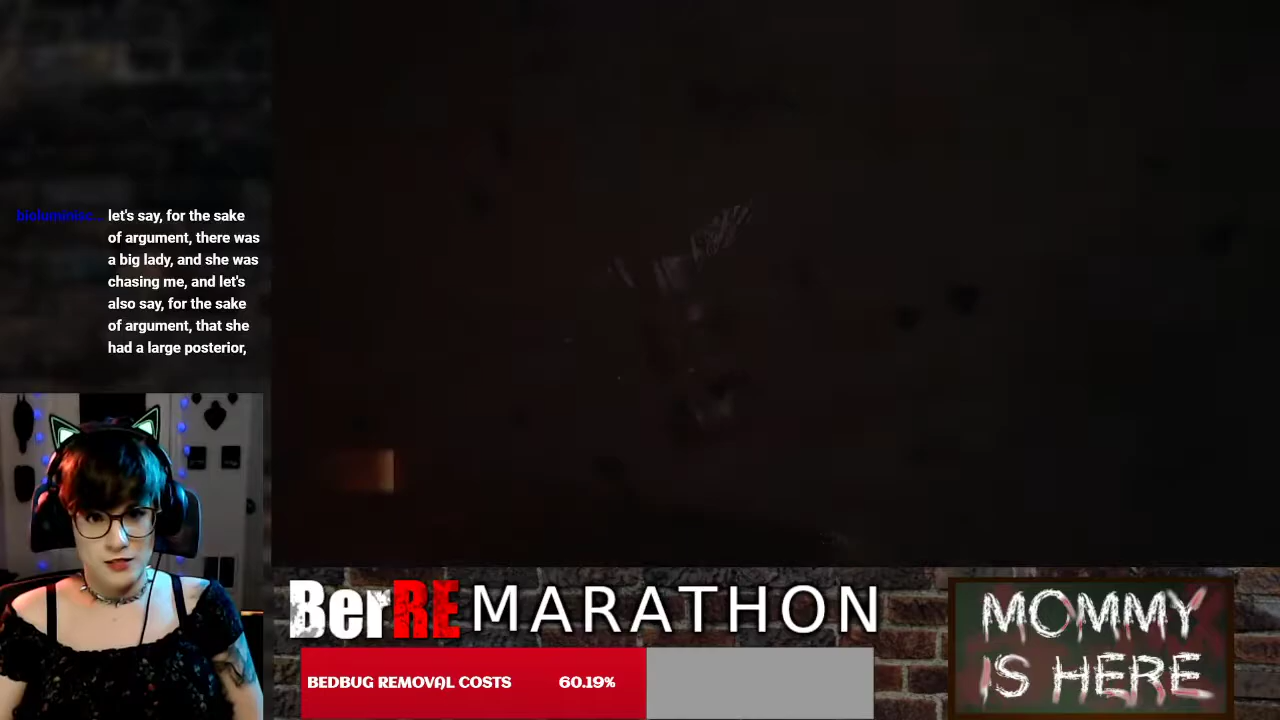 let's say, for the sake
of argument, there was
a big lady, and she was
chasing me, and let's
also say, for the sake
of argument, that she
had a large posterior,
BerRE MARATHON
BEDBUG REMOVAL COSTS 60.19%
MOMMY
IS HERE